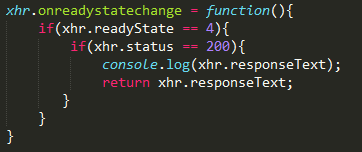 xhr.onreadystatechange = function(){
    if(xhr.readyState == 4){
        if(xhr.status == 200){
            console.log(xhr.responseText);
            return xhr.responseText;
        }
    }
}